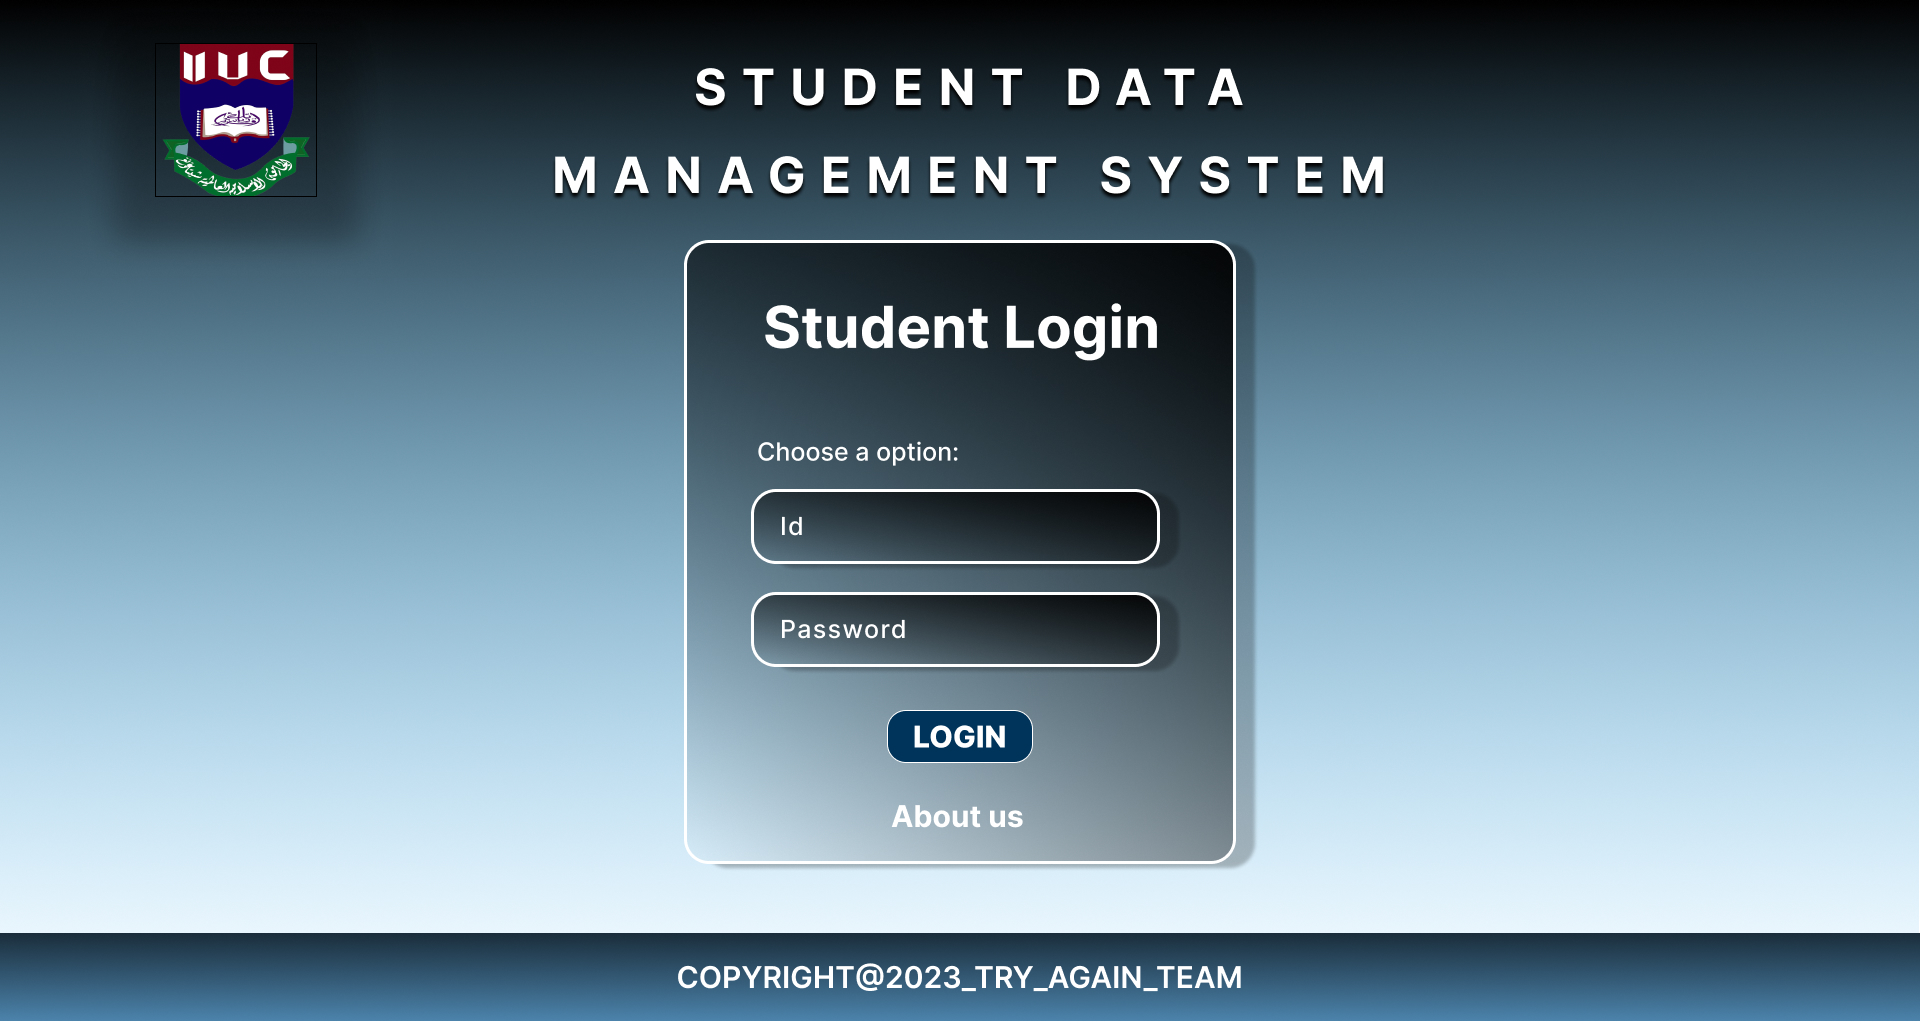 IIUC
STUDENT DATA
MANAGEMENT SYSTEM
Student Login
Choose a option:
Id
Password
LOGIN
About us
COPYRIGHT@2023_TRY_AGAIN_TEAM